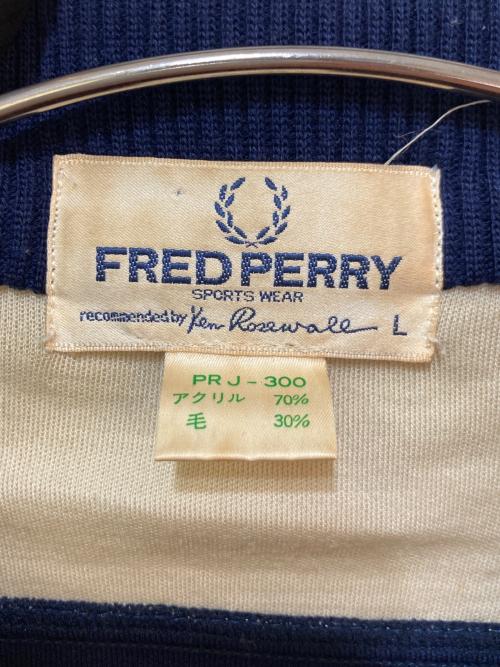 FRED PERRY
SPORTS WEAR
recommended by Ken Rosewall L
PRJ-300
アクリル 70%
毛 30%